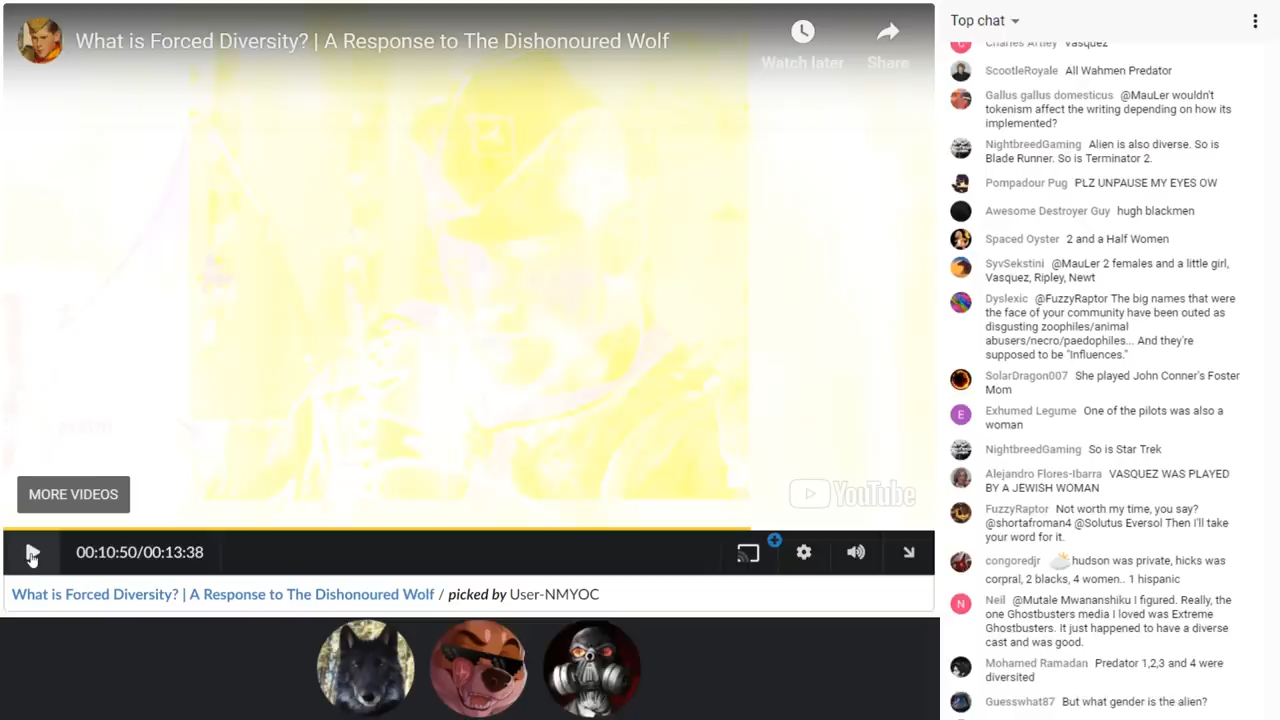 What is Forced Diversity? | A Response to The Dishonoured Wolf
Watch later
Share
MORE VIDEOS
YouTube
00:10:50/00:13:38
What is Forced Diversity? | A Response to The Dishonoured Wolf / picked by User-NMYOC
Top chat
Charles Artley Vasquez
ScootleRoyale All Wahmen Predator
Gallus gallus domesticus @MauLer wouldn't
tokenism affect the writing depending on how its
implemented?
NightbreedGaming Alien is also diverse. So is
Blade Runner. So is Terminator 2.
Pompadour Pug PLZ UNPAUSE MY EYES OW
Awesome Destroyer Guy hugh blackmen
Spaced Oyster 2 and a Half Women
SyvSekstini @MauLer 2 females and a little girl,
Vasquez, Ripley, Newt
Dyslexic @FuzzyRaptor The big names that were
the face of your community have been outed as
disgusting zoophiles/animal
abusers/necro/paedophiles... And they're
supposed to be "Influences."
SolarDragon007 She played John Conner's Foster
Mom
E
Exhumed Legume One of the pilots was also a
woman
NightbreedGaming So is Star Trek
Alejandro Flores-Ibarra VASQUEZ WAS PLAYED
BY A JEWISH WOMAN
FuzzyRaptor Not worth my time, you say?
@shortafroman4 @Solutus Eversol Then I'll take
your word for it.
congoredjr hudson was private, hicks was
corpral, 2 blacks, 4 women.. 1 hispanic
N
Neil @Mutale Mwananshiku I figured. Really, the
one Ghostbusters media I loved was Extreme
Ghostbusters. It just happened to have a diverse
cast and was good.
Mohamed Ramadan Predator 1,2,3 and 4 were
diversited
Guesswhat87 But what gender is the alien?